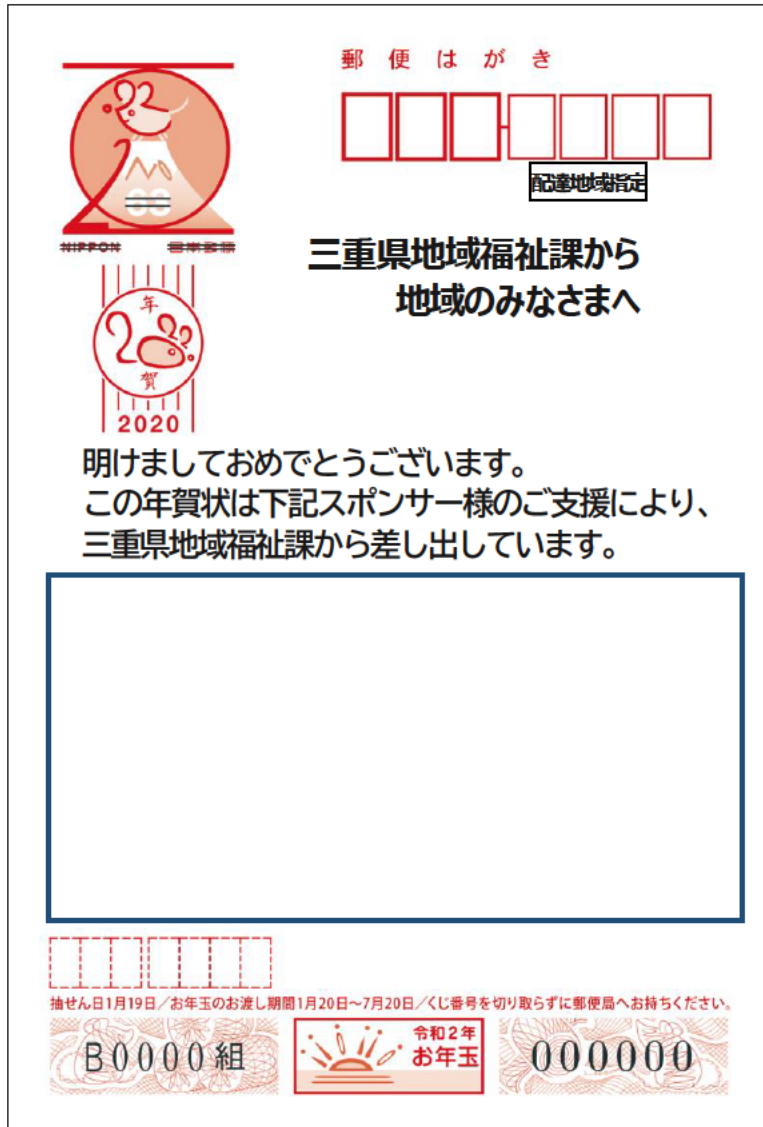 郵便はがき
配達地域指定
NIPPON 日本郵便
三重県地域福祉課から
地域のみなさまへ
年
賀
2020
明けましておめでとうございます。
この年賀状は下記スポンサー様のご支援により、
三重県地域福祉課から差し出しています。
抽せん日1月19日／お年玉のお渡し期間1月20日～7月20日／くじ番号を切り取らずに郵便局へお持ちください。
B0000組
令和2年
お年玉
000000